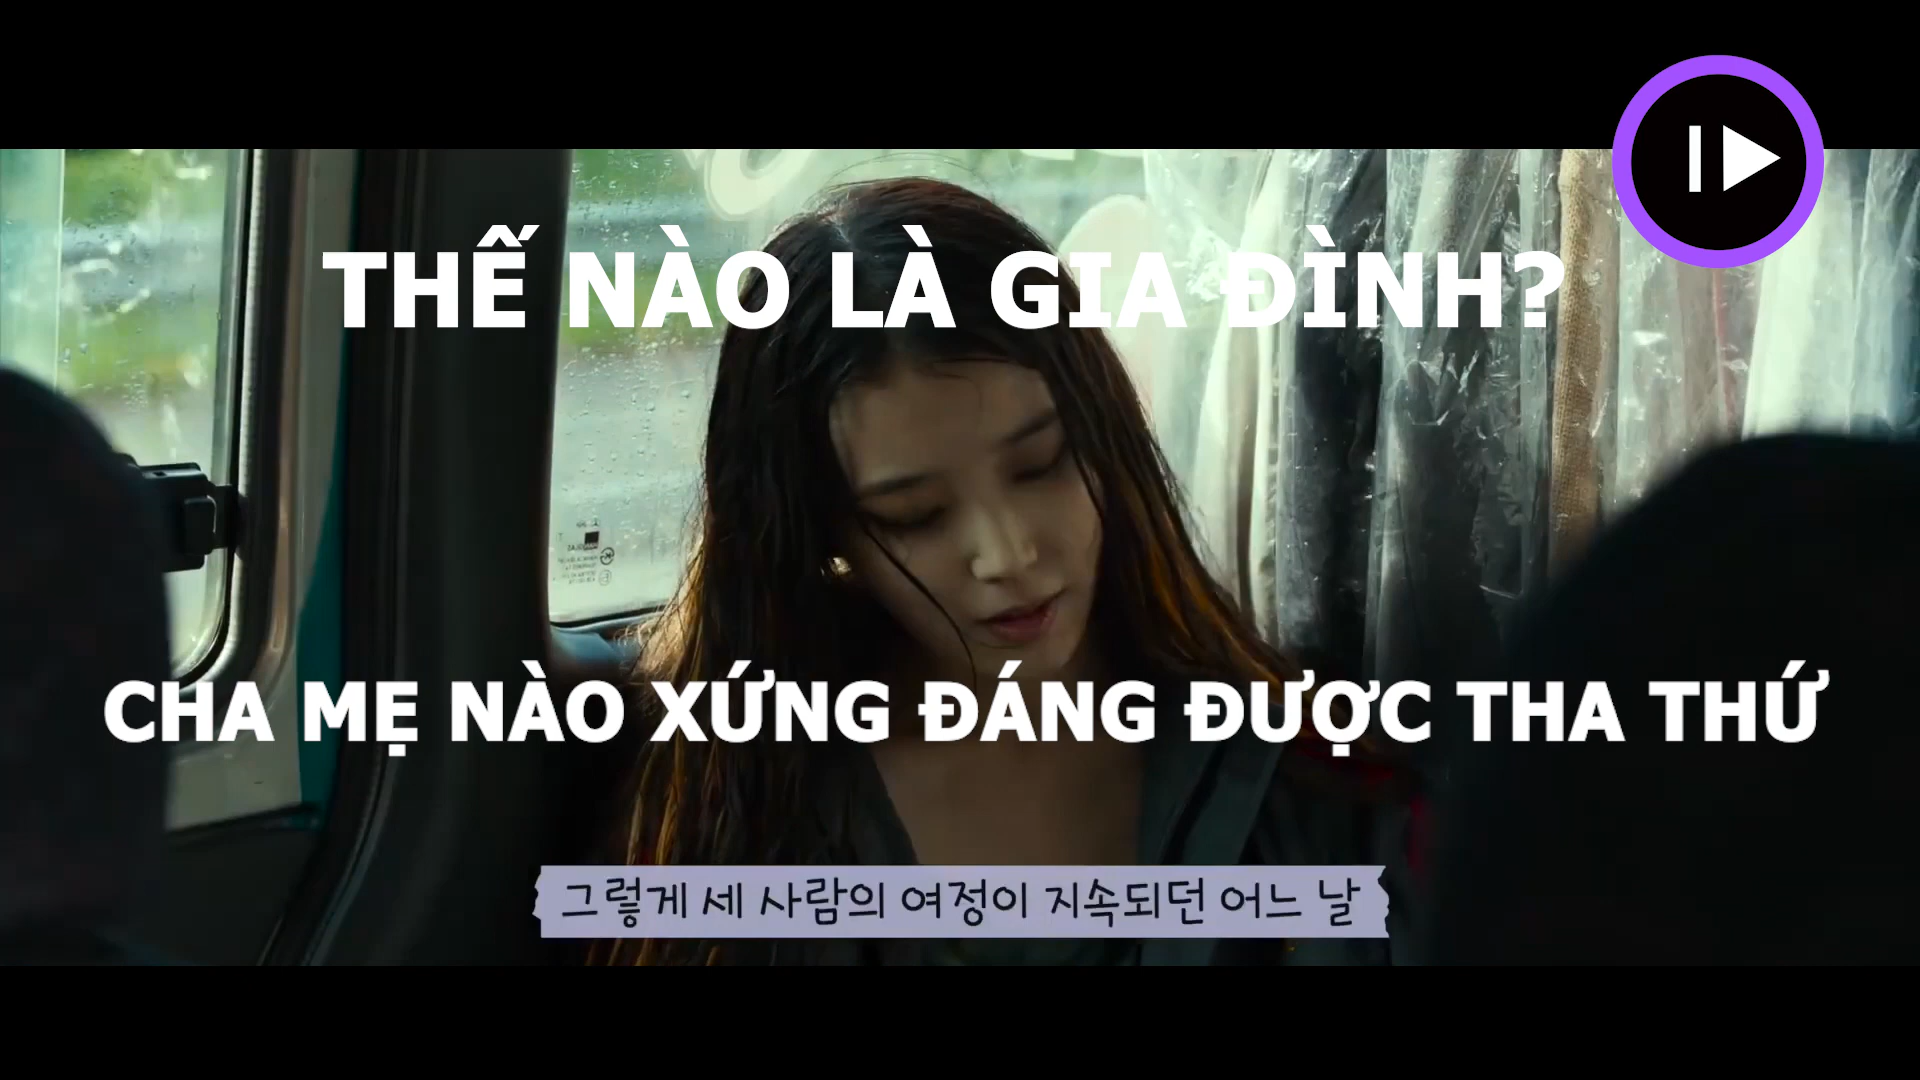 THẾ NÀO LÀ GIA ĐÌNH?
CHA MẸ NÀO XỨNG ĐÁNG ĐƯỢC THA THỨ
그렇게 세 사람의 여정이 지속되던 어느 날